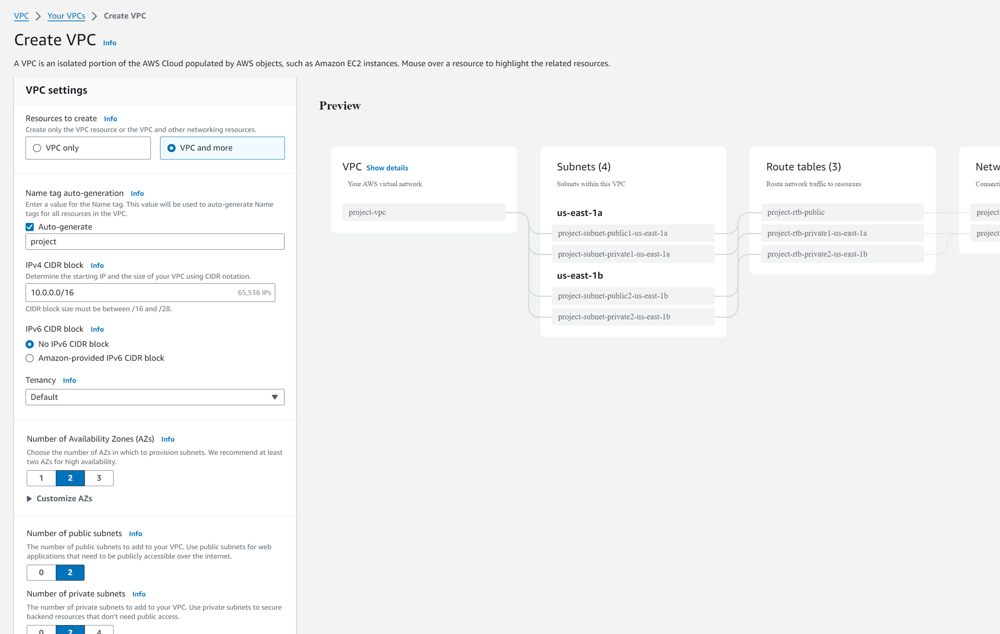 VPC > Your VPCs > Create VPC
Create VPC Info
A VPC is an isolated portion of the AWS Cloud populated by AWS objects, such as Amazon EC2 instances. Mouse over a resource to highlight the related resources.
VPC settings
Resources to create Info
Create only the VPC resource or the VPC and other networking resources.
VPC only
VPC and more
Name tag auto-generation Info
Enter a value for the Name tag. This value will be used to auto-generate Name
tags for all resources in the VPC.
Auto-generate
project
IPv4 CIDR block Info
Determine the starting IP and the size of your VPC using CIDR notation.
10.0.0.0/16 65,536 IPs
CIDR block size must be between /16 and /28.
IPv6 CIDR block Info
No IPv6 CIDR block
Amazon-provided IPv6 CIDR block
Tenancy Info
Default
Number of Availability Zones (AZs) Info
Choose the number of AZs in which to provision subnets. We recommend at least
two AZs for high availability.
1 2 3
Customize AZs
Number of public subnets Info
The number of public subnets to add to your VPC. Use public subnets for web
applications that need to be publicly accessible over the internet.
0 2
Number of private subnets Info
The number of private subnets to add to your VPC. Use private subnets to secure
backend resources that don't need public access.
0 2 4
Preview
VPC Show details
Your AWS virtual network
project-vpc
Subnets (4)
Subnets within this VPC
us-east-1a
project-subnet-public1-us-east-1a
project-subnet-private1-us-east-1a
us-east-1b
project-subnet-public2-us-east-1b
project-subnet-private2-us-east-1b
Route tables (3)
Route network traffic to resources
project-rtb-public
project-rtb-private1-us-east-1a
project-rtb-private2-us-east-1b
Netw
Connecti
project-
project-